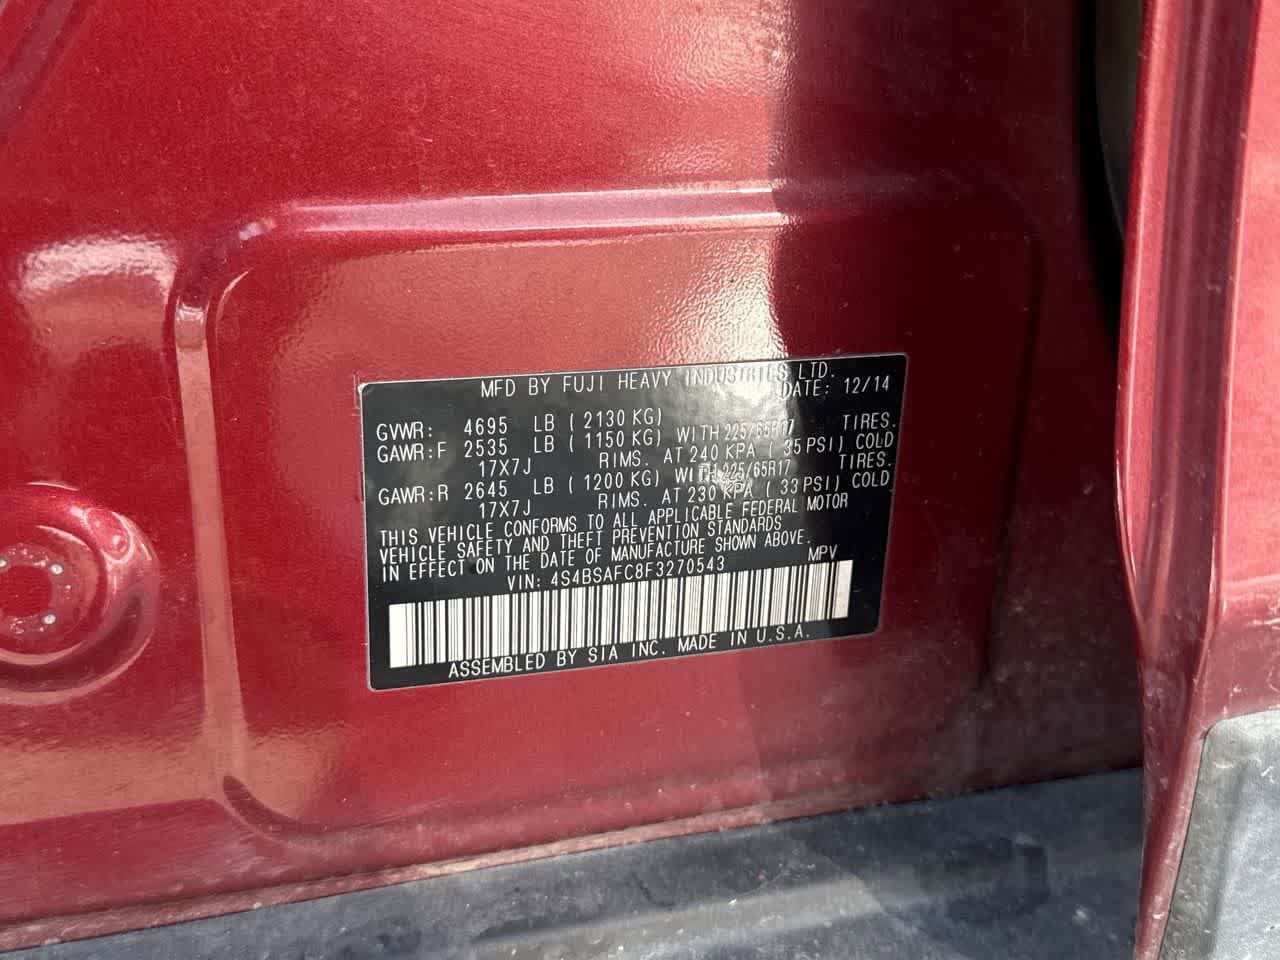 MFD BY FUJI HEAVY INDUSTRIES LTD.
DATE: 12/14
GVWR: 4695 LB ( 2130 KG)
GAWR:F 2535 LB ( 1150 KG) WITH 225/65R17 TIRES.
17X7J RIMS. AT 240 KPA ( 35 PSI) COLD
GAWR:R 2645 LB ( 1200 KG) WITH 225/65R17 TIRES.
17X7J RIMS. AT 230 KPA ( 33 PSI) COLD
THIS VEHICLE CONFORMS TO ALL APPLICABLE FEDERAL MOTOR
VEHICLE SAFETY AND THEFT PREVENTION STANDARDS
IN EFFECT ON THE DATE OF MANUFACTURE SHOWN ABOVE.
VIN: 4S4BSAFC8F3270543 MPV
ASSEMBLED BY SIA INC. MADE IN U.S.A.